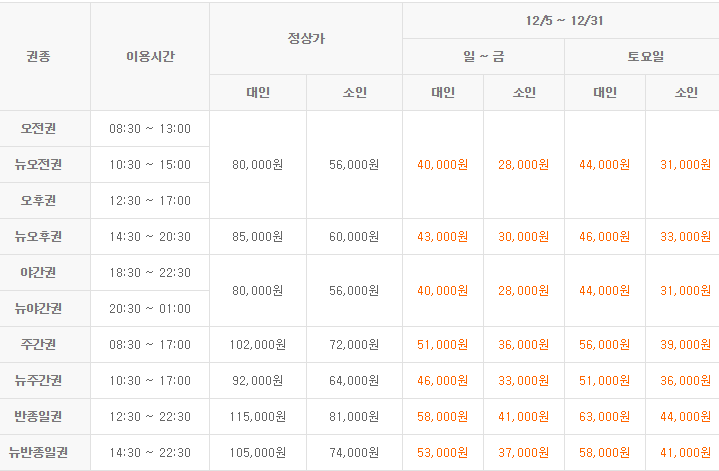 권종 이용시간 정상가 12/5 ~ 12/31
일 ~ 금 토요일
대인 소인 대인 소인 대인 소인
오전권 08:30 ~ 13:00
뉴오전권 10:30 ~ 15:00 80,000원 56,000원 40,000원 28,000원 44,000원 31,000원
오후권 12:30 ~ 17:00
뉴오후권 14:30 ~ 20:30 85,000원 60,000원 43,000원 30,000원 46,000원 33,000원
야간권 18:30 ~ 22:30
80,000원 56,000원 40,000원 28,000원 44,000원 31,000원
뉴야간권 20:30 ~ 01:00
주간권 08:30 ~ 17:00 102,000원 72,000원 51,000원 36,000원 56,000원 39,000원
뉴주간권 10:30 ~ 17:00 92,000원 64,000원 46,000원 33,000원 51,000원 36,000원
반종일권 12:30 ~ 22:30 115,000원 81,000원 58,000원 41,000원 63,000원 44,000원
뉴반종일권 14:30 ~ 22:30 105,000원 74,000원 53,000원 37,000원 58,000원 41,000원